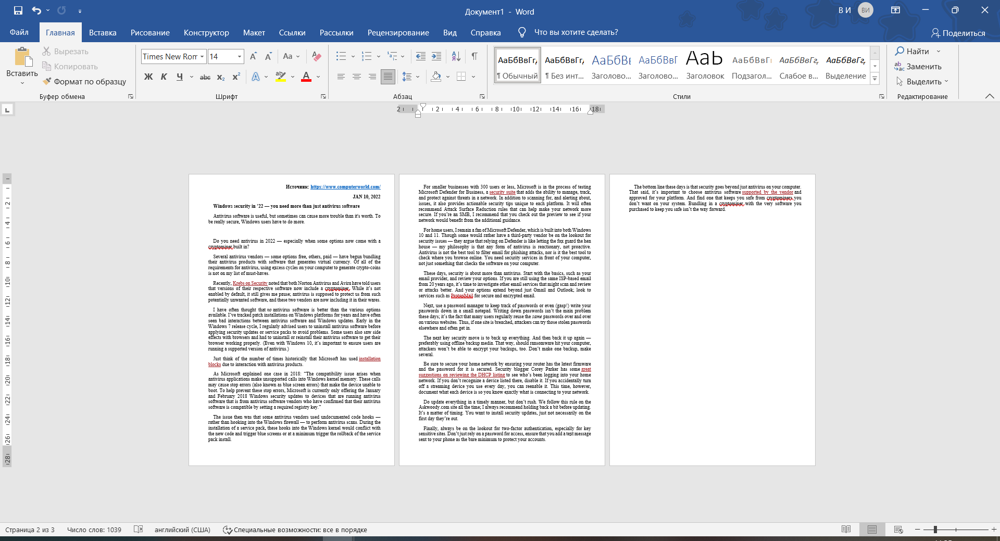 Документ1 - Word
В И
ВИ
Файл Главная Вставка Рисование Конструктор Макет Ссылки Рассылки Рецензирование Вид Справка Что вы хотите сделать? Поделиться
Вставить
Вырезать
Копировать
Формат по образцу
Буфер обмена
Times New Ron 14
Aa
Ж К Ч abc x₂ x² A ab A
Шрифт
Абзац
АаБбВвГг, АаБбВвГг, АаБбВв АаБбВвГ АаБ АаБбВвГг АаБбВвГг, АаБбВвГг,
¶ Обычный ¶ Без инт... Заголово... Заголово... Заголовок Подзагол... Слабое в... Выделение
Стили
Найти
Заменить
Выделить
Редактирование
2 2 4 6 8 10 12 14 16 18
2 4 6 8 10 12 14 16 18 20 22 24 26 28
Источник: https://www.computerworld.com/
JAN 10, 2022
Windows security in ’22 — you need more than just antivirus software
Antivirus software is useful, but sometimes can cause more trouble than it's worth. To
be really secure, Windows users have to do more.
Do you need antivirus in 2022 — especially when some options now come with a
cryptominer built in?
Several antivirus vendors — some options free, others, paid — have begun bundling
their antivirus products with software that generates virtual currency. Of all of the
requirements for antivirus, using excess cycles on your computer to generate crypto-coins
is not on my list of must-haves.
Recently, Krebs on Security noted that both Norton Antivirus and Avira have told users
that versions of their respective software now include a cryptominer. While it’s not
enabled by default, it still gives me pause; antivirus is supposed to protect us from such
potentially unwanted software, and these two vendors are now including it in their wares.
I have often thought that no antivirus software is better than the various options
available. I’ve tracked patch installations on Windows platforms for years and have often
seen bad interactions between antivirus software and Windows updates. Early in the
Windows 7 release cycle, I regularly advised users to uninstall antivirus software before
applying security updates or service packs to avoid problems. Some users also saw side
effects with browsers and had to uninstall or reinstall their antivirus software to get their
browser working properly. (Even with Windows 10, it’s important to ensure users are
running a supported version of antivirus.)
Just think of the number of times historically that Microsoft has used installation
blocks due to interaction with antivirus products.
As Microsoft explained one case in 2018: “The compatibility issue arises when
antivirus applications make unsupported calls into Windows kernel memory. These calls
may cause stop errors (also known as blue screen errors) that make the device unable to
boot. To help prevent these stop errors, Microsoft is currently only offering the January
and February 2018 Windows security updates to devices that are running antivirus
software that is from antivirus software vendors who have confirmed that their antivirus
software is compatible by setting a required registry key.”
The issue then was that some antivirus vendors used undocumented code hooks —
rather than hooking into the Windows firewall — to perform antivirus scans. During the
installation of a service pack, these hooks into the Windows kernel would conflict with
the new code and trigger blue screens or at a minimum trigger the rollback of the service
pack install.
For smaller businesses with 300 users or less, Microsoft is in the process of testing
Microsoft Defender for Business, a security suite that adds the ability to manage, track,
and protect against threats in a network. In addition to scanning for, and alerting about,
issues, it also provides actionable security tips unique to each platform. It will often
recommend Attack Surface Reduction rules that can help make your network more
secure. If you’re an SMB, I recommend that you check out the preview to see if your
network would benefit from the additional guidance.
For home users, I remain a fan of Microsoft Defender, which is built into both Windows
10 and 11. Though some would rather have a third-party vendor be on the lookout for
security issues — they argue that relying on Defender is like letting the fox guard the hen
house — my philosophy is that any form of antivirus is reactionary, not proactive.
Antivirus is not the best tool to filter email for phishing attacks, nor is it the best tool to
check where you browse online. You need security services in front of your computer,
not just something that checks the software on your computer.
These days, security is about more than antivirus. Start with the basics, such as your
email provider, and review your options. If you are still using the same ISP-based email
from 20 years ago, it’s time to investigate other email services that might scan and review
or attacks better. And your options extend beyond just Gmail and Outlook; look to
services such as ProtonMail for secure and encrypted email.
Next, use a password manager to keep track of passwords or even (gasp!) write your
passwords down in a small notepad. Writing down passwords isn’t the main problem
these days; it’s the fact that many users regularly reuse the same passwords over and over
on various websites. Thus, if one site is breached, attackers can try those stolen passwords
elsewhere and often get in.
The next key security move is to back up everything. And then back it up again —
preferably using offline backup media. That way, should ransomware hit your computer,
attackers won’t be able to encrypt your backups, too. Don’t make one backup, make
several.
Be sure to secure your home network by ensuring your router has the latest firmware
and the password for it is secured. Security blogger Corey Parker has some great
suggestions on reviewing the DHCP listing to see who’s been logging into your home
network. If you don’t recognize a device listed there, disable it. If you accidentally turn
off a streaming device you use every day, you can reenable it. This time, however,
document what each device is so you know exactly what is connecting to your network.
Do update everything in a timely manner, but don’t rush. We follow this rule on the
Askwoody.com site all the time; I always recommend holding back a bit before updating.
It’s a matter of timing. You want to install security updates, just not necessarily on the
first day they’re out.
Finally, always be on the lookout for two-factor authentication, especially for key
sensitive sites. Don’t just rely on a password for access, ensure that you add a text message
sent to your phone as the bare minimum to protect your accounts.
The bottom line these days is that security goes beyond just antivirus on your computer.
That said, it’s important to choose antivirus software supported by the vendor and
approved for your platform. And find one that keeps you safe from cryptominers you
don’t want on your system. Bundling in a cryptominer with the very software you
purchased to keep you safe isn’t the way forward.
Страница 2 из 3 Число слов: 1039 английский (США) Специальные возможности: все в порядке